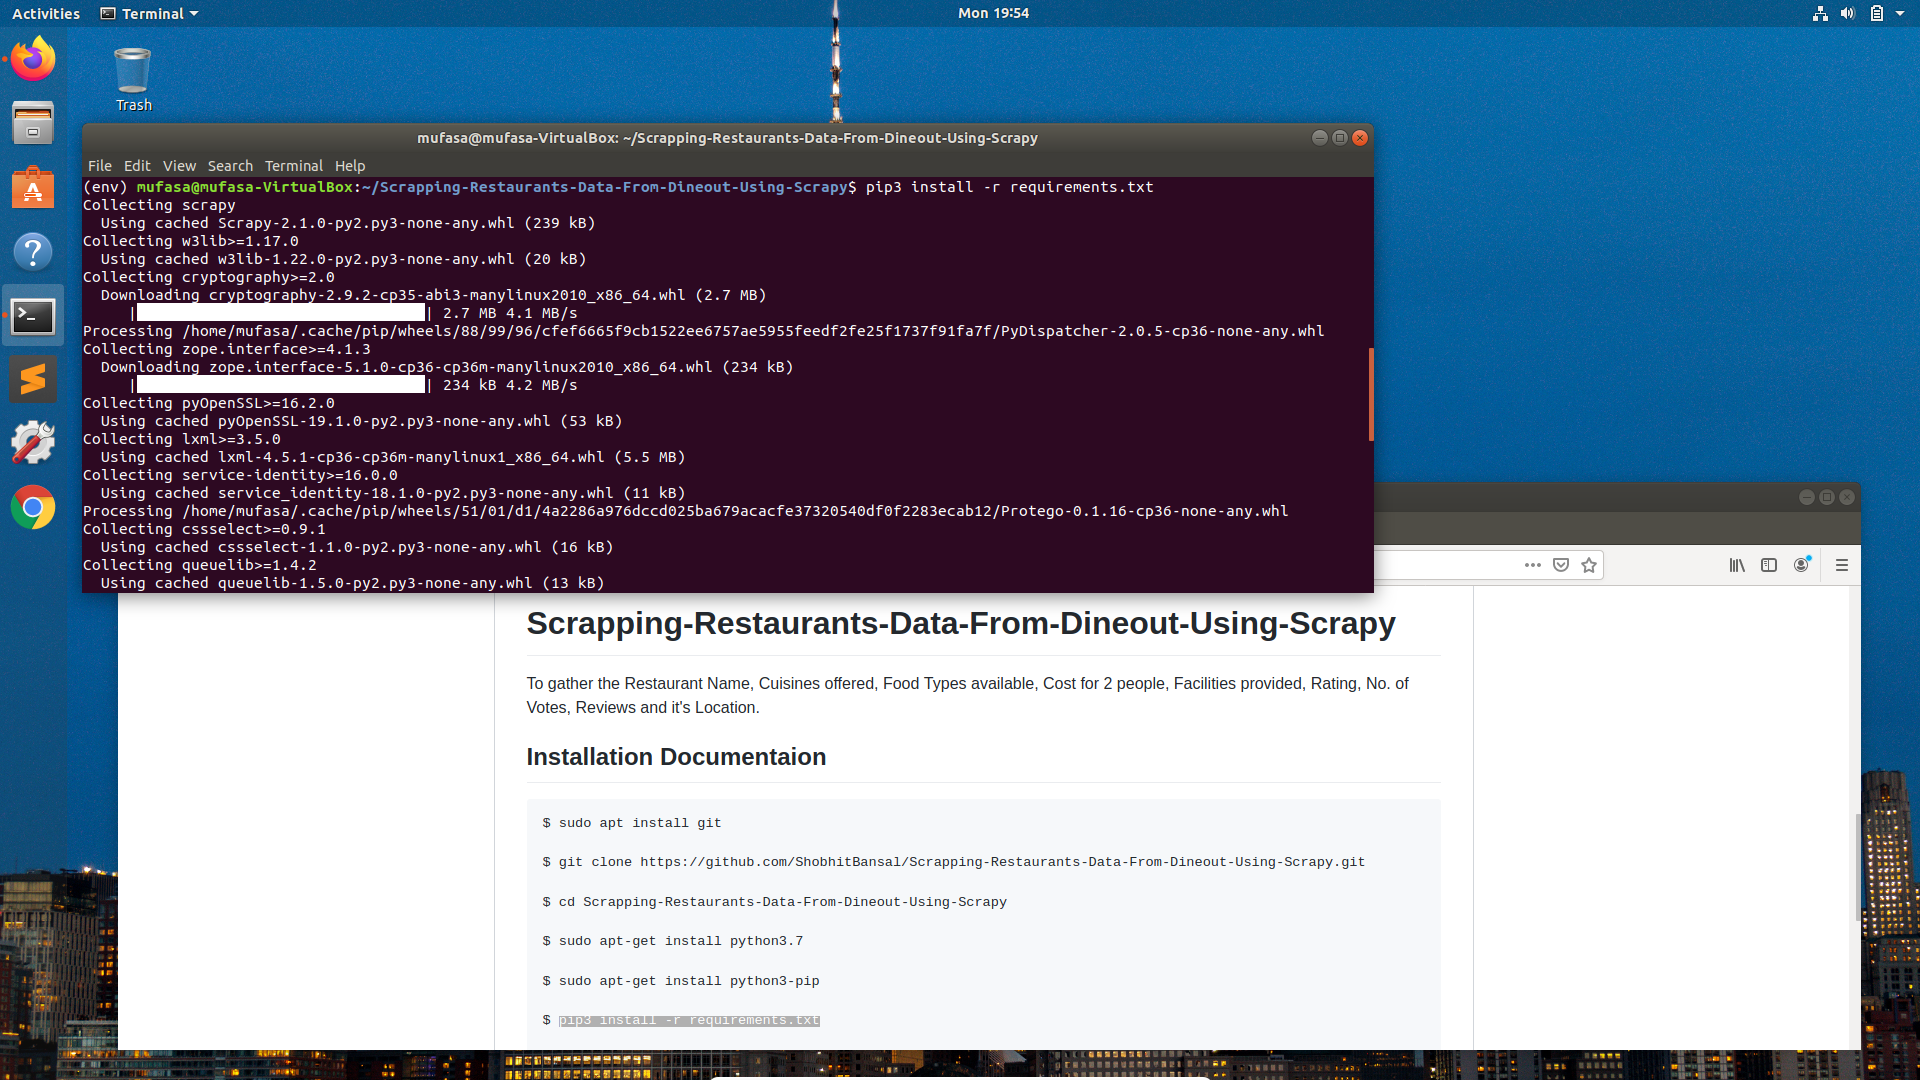 Activities Terminal Mon 19:54
Trash
mufasa@mufasa-VirtualBox: ~/Scrapping-Restaurants-Data-From-Dineout-Using-Scrapy
File Edit View Search Terminal Help
(env) mufasa@mufasa-VirtualBox:~/Scrapping-Restaurants-Data-From-Dineout-Using-Scrapy$ pip3 install -r requirements.txt
Collecting scrapy
  Using cached Scrapy-2.1.0-py2.py3-none-any.whl (239 kB)
Collecting w3lib>=1.17.0
  Using cached w3lib-1.22.0-py2.py3-none-any.whl (20 kB)
Collecting cryptography>=2.0
  Downloading cryptography-2.9.2-cp35-abi3-manylinux2010_x86_64.whl (2.7 MB)
     | | 2.7 MB 4.1 MB/s
Processing /home/mufasa/.cache/pip/wheels/88/99/96/cfef6665f9cb1522ee6757ae5955feedf2fe25f1737f91fa7f/PyDispatcher-2.0.5-cp36-none-any.whl
Collecting zope.interface>=4.1.3
  Downloading zope.interface-5.1.0-cp36-cp36m-manylinux2010_x86_64.whl (234 kB)
     | | 234 kB 4.2 MB/s
Collecting pyOpenSSL>=16.2.0
  Using cached pyOpenSSL-19.1.0-py2.py3-none-any.whl (53 kB)
Collecting lxml>=3.5.0
  Using cached lxml-4.5.1-cp36-cp36m-manylinux1_x86_64.whl (5.5 MB)
Collecting service-identity>=16.0.0
  Using cached service_identity-18.1.0-py2.py3-none-any.whl (11 kB)
Processing /home/mufasa/.cache/pip/wheels/51/01/d1/4a2286a976dccd025ba679acacfe37320540df0f2283ecab12/Protego-0.1.16-cp36-none-any.whl
Collecting cssselect>=0.9.1
  Using cached cssselect-1.1.0-py2.py3-none-any.whl (16 kB)
Collecting queuelib>=1.4.2
  Using cached queuelib-1.5.0-py2.py3-none-any.whl (13 kB)
Scrapping-Restaurants-Data-From-Dineout-Using-Scrapy
To gather the Restaurant Name, Cuisines offered, Food Types available, Cost for 2 people, Facilities provided, Rating, No. of
Votes, Reviews and it's Location.
Installation Documentaion
$ sudo apt install git
$ git clone https://github.com/ShobhitBansal/Scrapping-Restaurants-Data-From-Dineout-Using-Scrapy.git
$ cd Scrapping-Restaurants-Data-From-Dineout-Using-Scrapy
$ sudo apt-get install python3.7
$ sudo apt-get install python3-pip
$ pip3 install -r requirements.txt